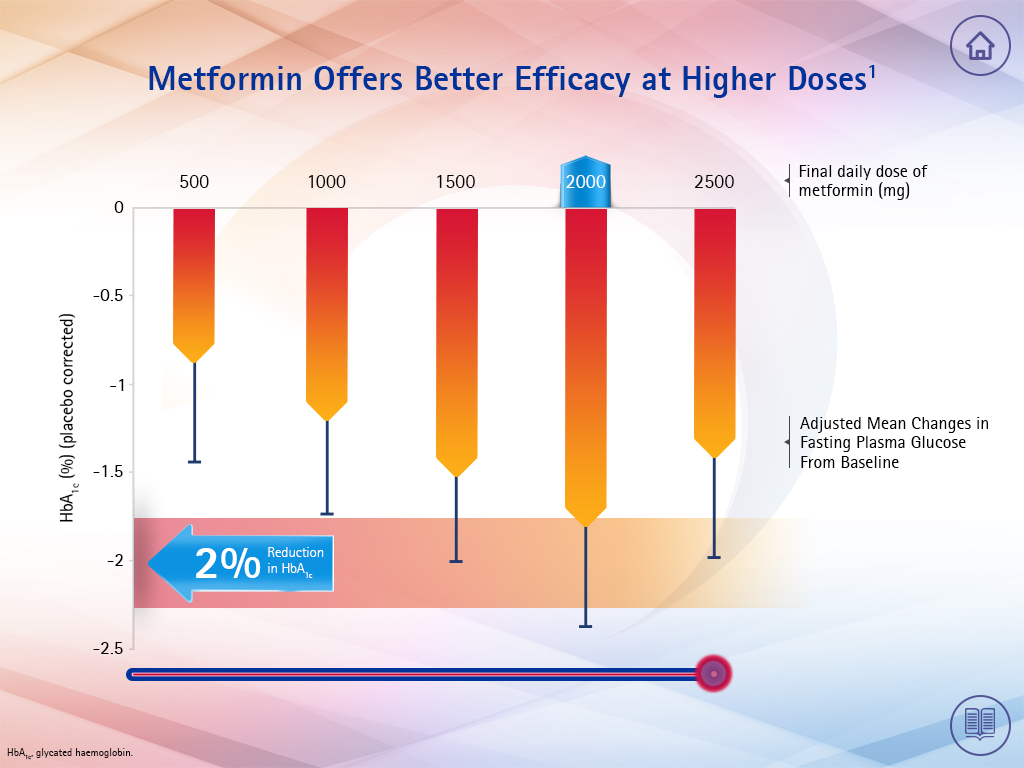 Metformin Offers Better Efficacy at Higher Doses1
500 1000 1500 2000 2500
Final daily dose of
metformin (mg)
0
-0.5
-1
-1.5
-2
-2.5
HbA1c (%) (placebo corrected)
Adjusted Mean Changes in
Fasting Plasma Glucose
From Baseline
2% Reduction
in HbA1c
HbA1c, glycated haemoglobin.